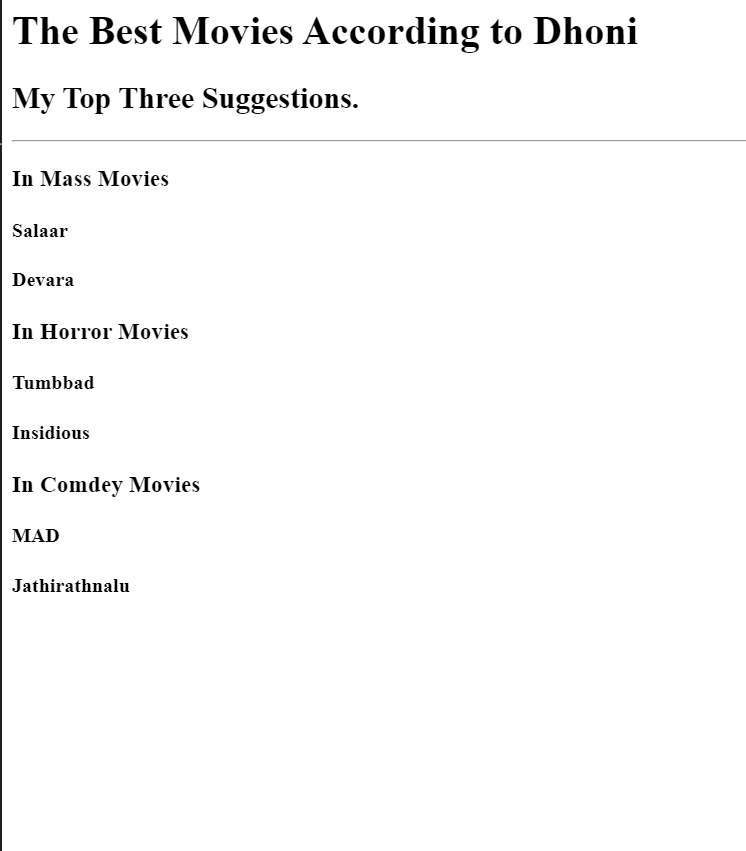 The Best Movies According to Dhoni
My Top Three Suggestions.
In Mass Movies
Salaar
Devara
In Horror Movies
Tumbbad
Insidious
In Comdey Movies
MAD
Jathirathnalu